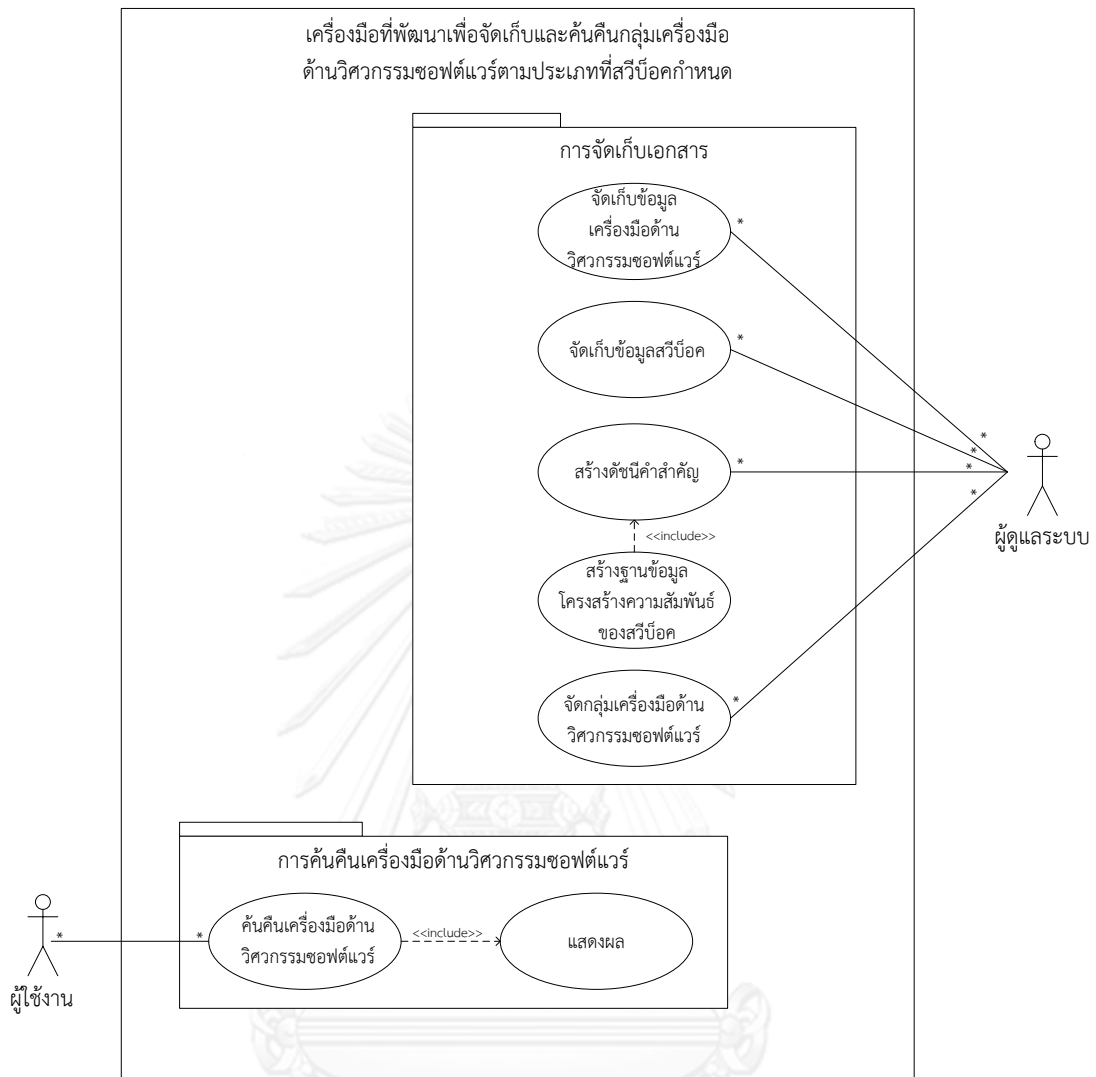 เครื่องมือที่พัฒนาเพื่อจัดเก็บและค้นคืนกลุ่มเครื่องมือ
ด้านวิศวกรรมซอฟต์แวร์ตามประเภทที่สวีบ็อคกำหนด
การจัดเก็บเอกสาร
จัดเก็บข้อมูล
เครื่องมือด้าน
วิศวกรรมซอฟต์แวร์
*
จัดเก็บข้อมูลสวีบ็อค
*
สร้างดัชนีคำสำคัญ
*
*
*
*
*
ผู้ดูแลระบบ
<<include>>
สร้างฐานข้อมูล
โครงสร้างความสัมพันธ์
ของสวีบ็อค
จัดกลุ่มเครื่องมือด้าน
วิศวกรรมซอฟต์แวร์
*
การค้นคืนเครื่องมือด้านวิศวกรรมซอฟต์แวร์
*
*
ค้นคืนเครื่องมือด้าน
วิศวกรรมซอฟต์แวร์
<<include>>
แสดงผล
ผู้ใช้งาน